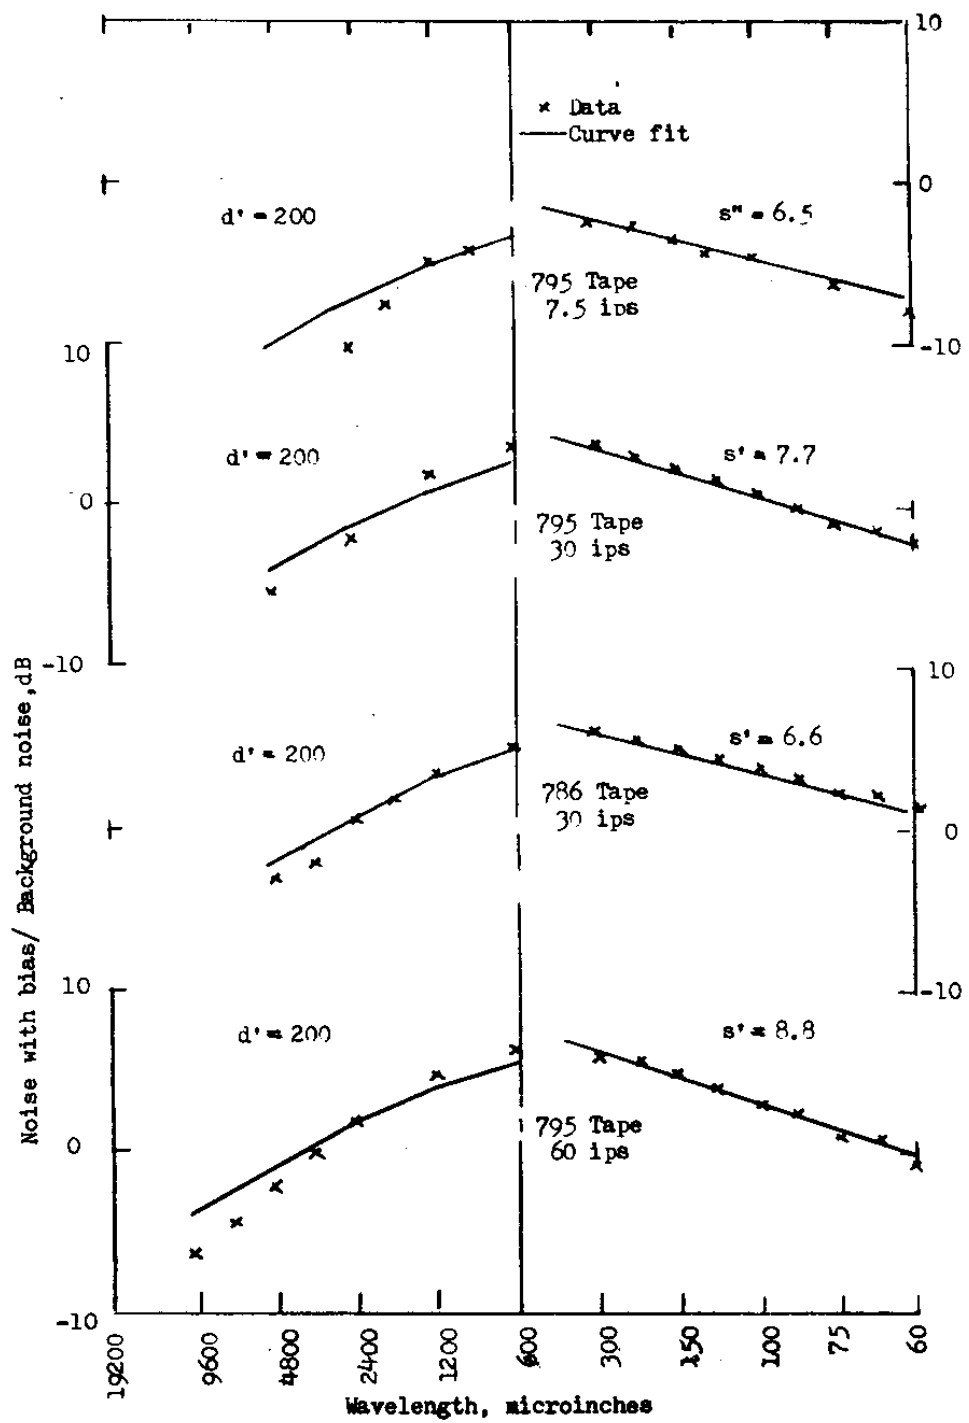 10
× Data
— Curve fit
0
d' = 200
s" = 6.5
795 Tape
7.5 ips
10
-10
d' = 200
s' = 7.7
0
795 Tape
30 ips
-10
10
d' = 200
s' = 6.6
786 Tape
30 ips
0
Noise with bias/ Background noise,dB
10
-10
d' = 200
s' = 8.8
795 Tape
60 ips
0
-10
19200 9600 4800 2400 1200 600 300 150 100 75 60
Wavelength, microinches